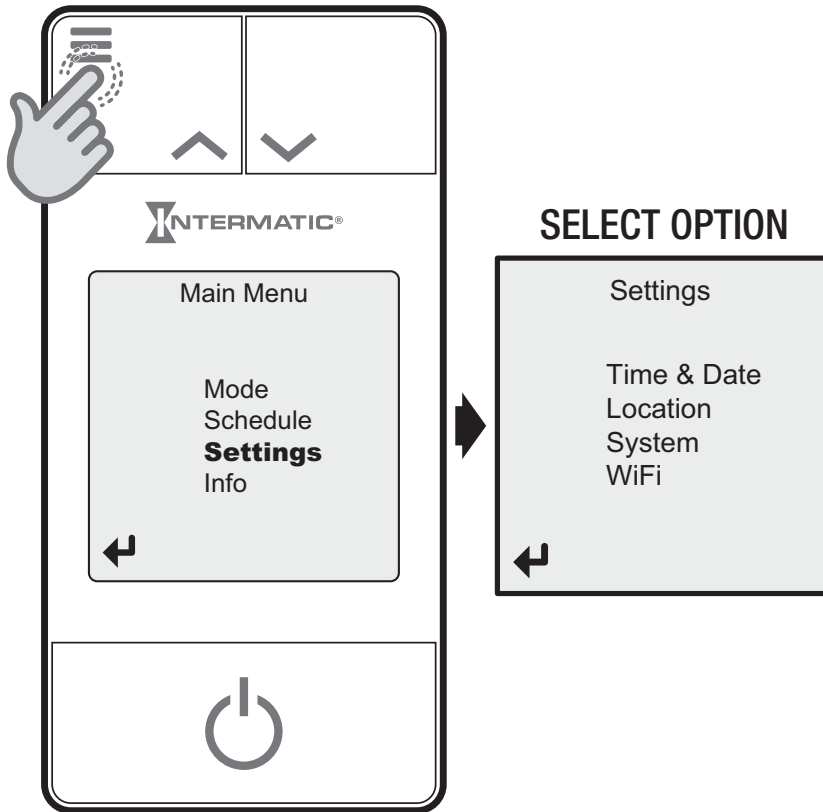 INTERMATIC®
Main Menu
Mode
Schedule
Settings
Info
SELECT OPTION
Settings
Time & Date
Location
System
WiFi